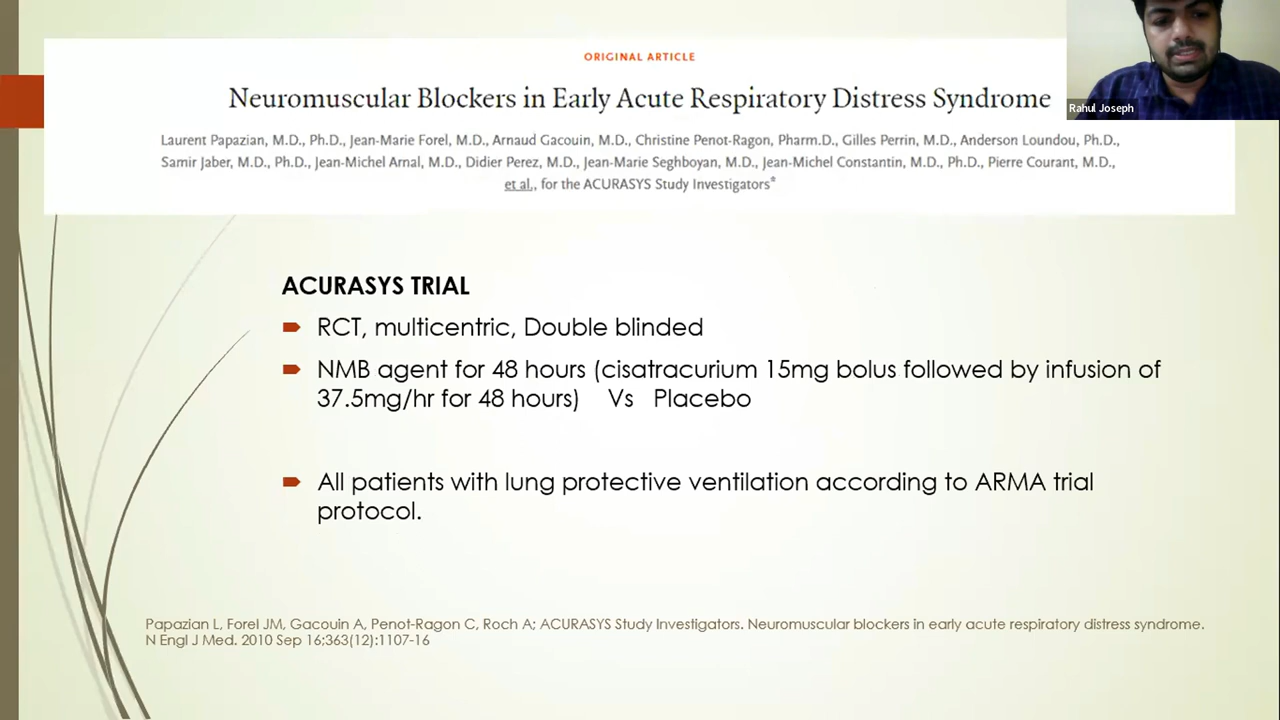 ORIGINAL ARTICLE
Neuromuscular Blockers in Early Acute Respiratory Distress Syndrome
Rahul Joseph
Laurent Papazian, M.D., Ph.D., Jean-Marie Forel, M.D., Arnaud Gacouin, M.D., Christine Penot-Ragon, Pharm.D., Gilles Perrin, M.D., Anderson Loundou, Ph.D.,
Samir Jaber, M.D., Ph.D., Jean-Michel Arnal, M.D., Didier Perez, M.D., Jean-Marie Seghboyan, M.D., Jean-Michel Constantin, M.D., Ph.D., Pierre Courant, M.D.,
et al., for the ACURASYS Study Investigators*
ACURASYS TRIAL
RCT, multicentric, Double blinded
NMB agent for 48 hours (cisatracurium 15mg bolus followed by infusion of
37.5mg/hr for 48 hours) Vs Placebo
All patients with lung protective ventilation according to ARMA trial
protocol.
Papazian L, Forel JM, Gacouin A, Penot-Ragon C, Roch A; ACURASYS Study Investigators. Neuromuscular blockers in early acute respiratory distress syndrome.
N Engl J Med. 2010 Sep 16;363(12):1107-16